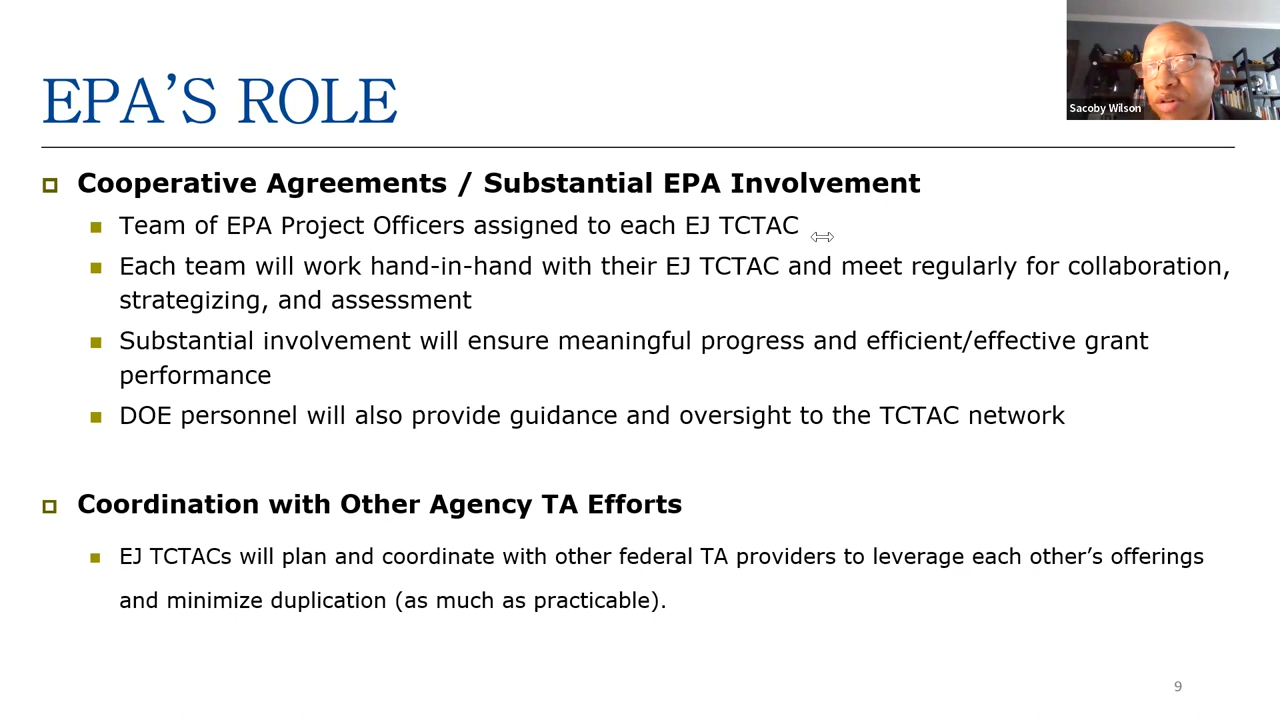 EPA’S ROLE
Sacoby Wilson
Cooperative Agreements / Substantial EPA Involvement
Team of EPA Project Officers assigned to each EJ TCTAC
Each team will work hand-in-hand with their EJ TCTAC and meet regularly for collaboration,
strategizing, and assessment
Substantial involvement will ensure meaningful progress and efficient/effective grant
performance
DOE personnel will also provide guidance and oversight to the TCTAC network
Coordination with Other Agency TA Efforts
EJ TCTACs will plan and coordinate with other federal TA providers to leverage each other’s offerings
and minimize duplication (as much as practicable).
9